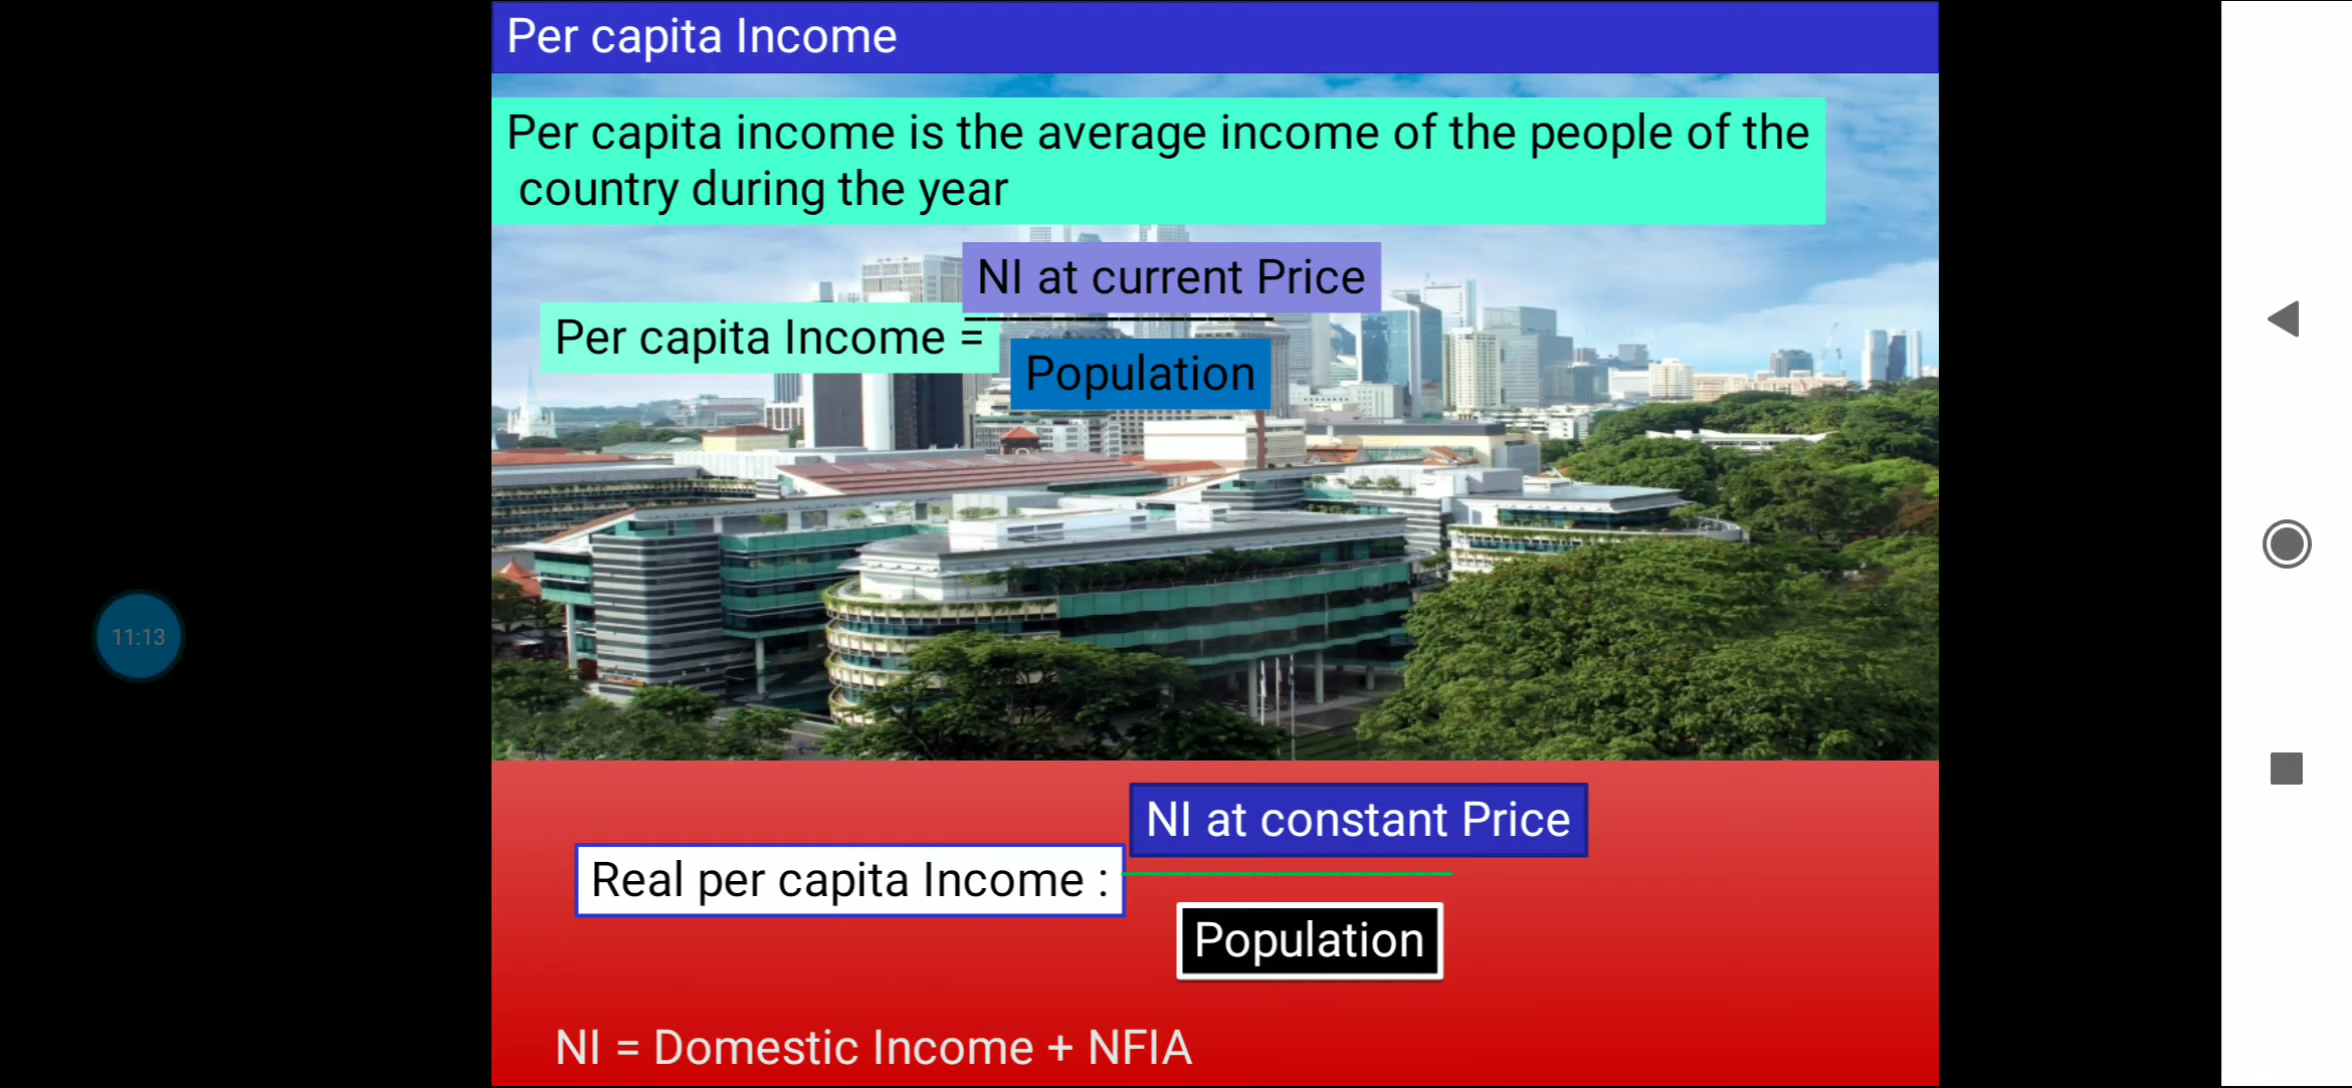 Per capita Income
Per capita income is the average income of the people of the
country during the year
NI at current Price
Per capita Income =
Population
11:13
NI at constant Price
Real per capita Income :
Population
NI = Domestic Income + NFIA